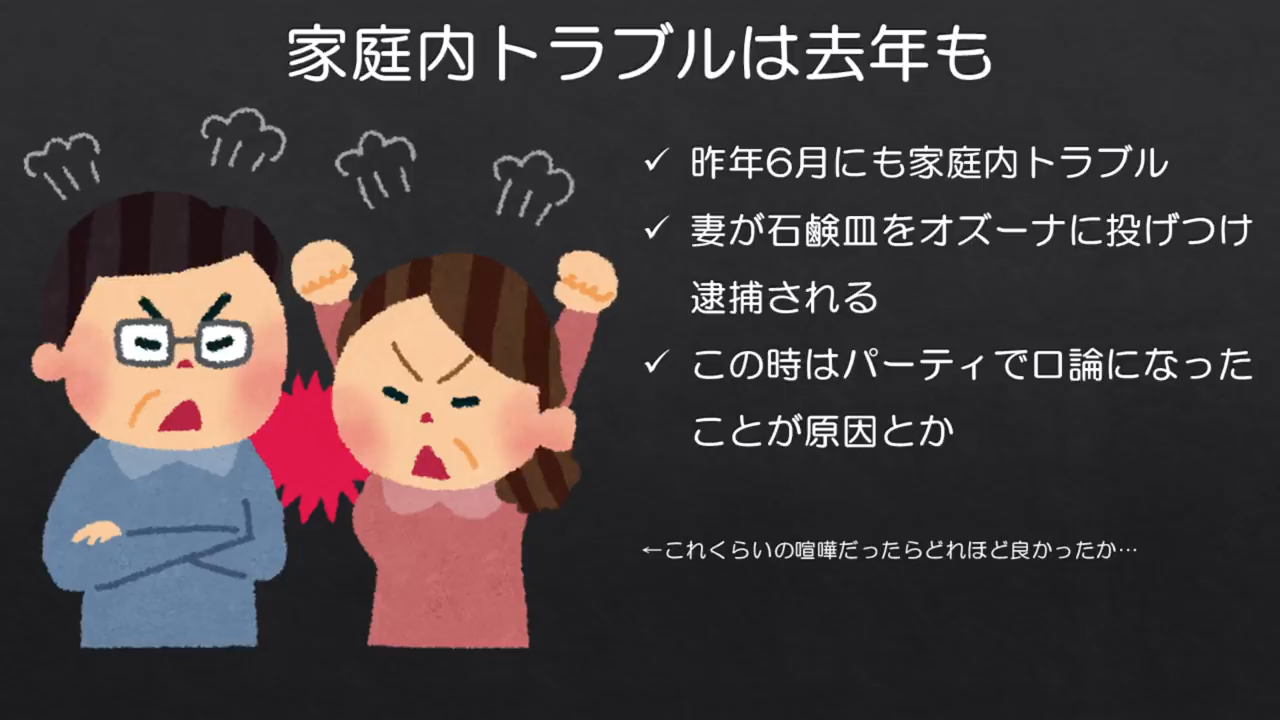 家庭内トラブルは去年も
✓ 昨年6月にも家庭内トラブル
✓ 妻が石鹸皿をオズーナに投げつけ
逮捕される
✓ この時はパーティで口論になった
ことが原因とか
←これくらいの喧嘩だったらどれほど良かったか…